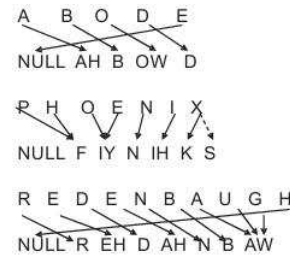 A B O D E
NULL AH B OW D
P H O E N I X
NULL F IY N IH K S
R E D E N B A U G H
NULL R EH D AH N B AW